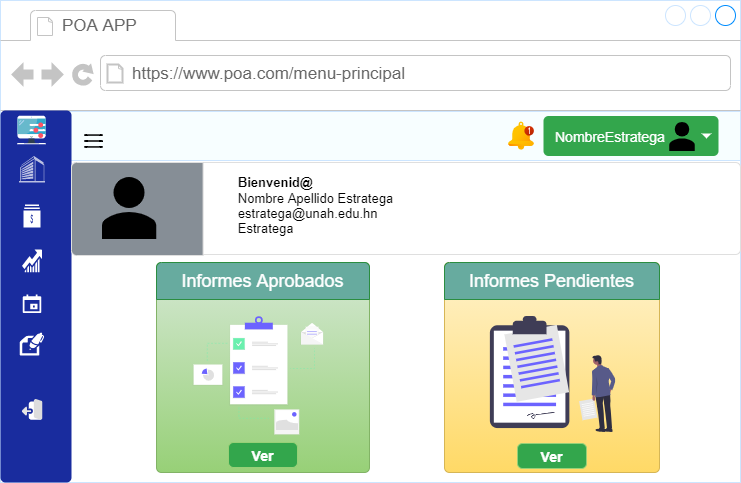 POA APP
https://www.poa.com/menu-principal
1
NombreEstratega
Bienvenid@
Nombre Apellido Estratega
estratega@unah.edu.hn
Estratega
Informes Aprobados
Informes Pendientes
$
Ver
Ver